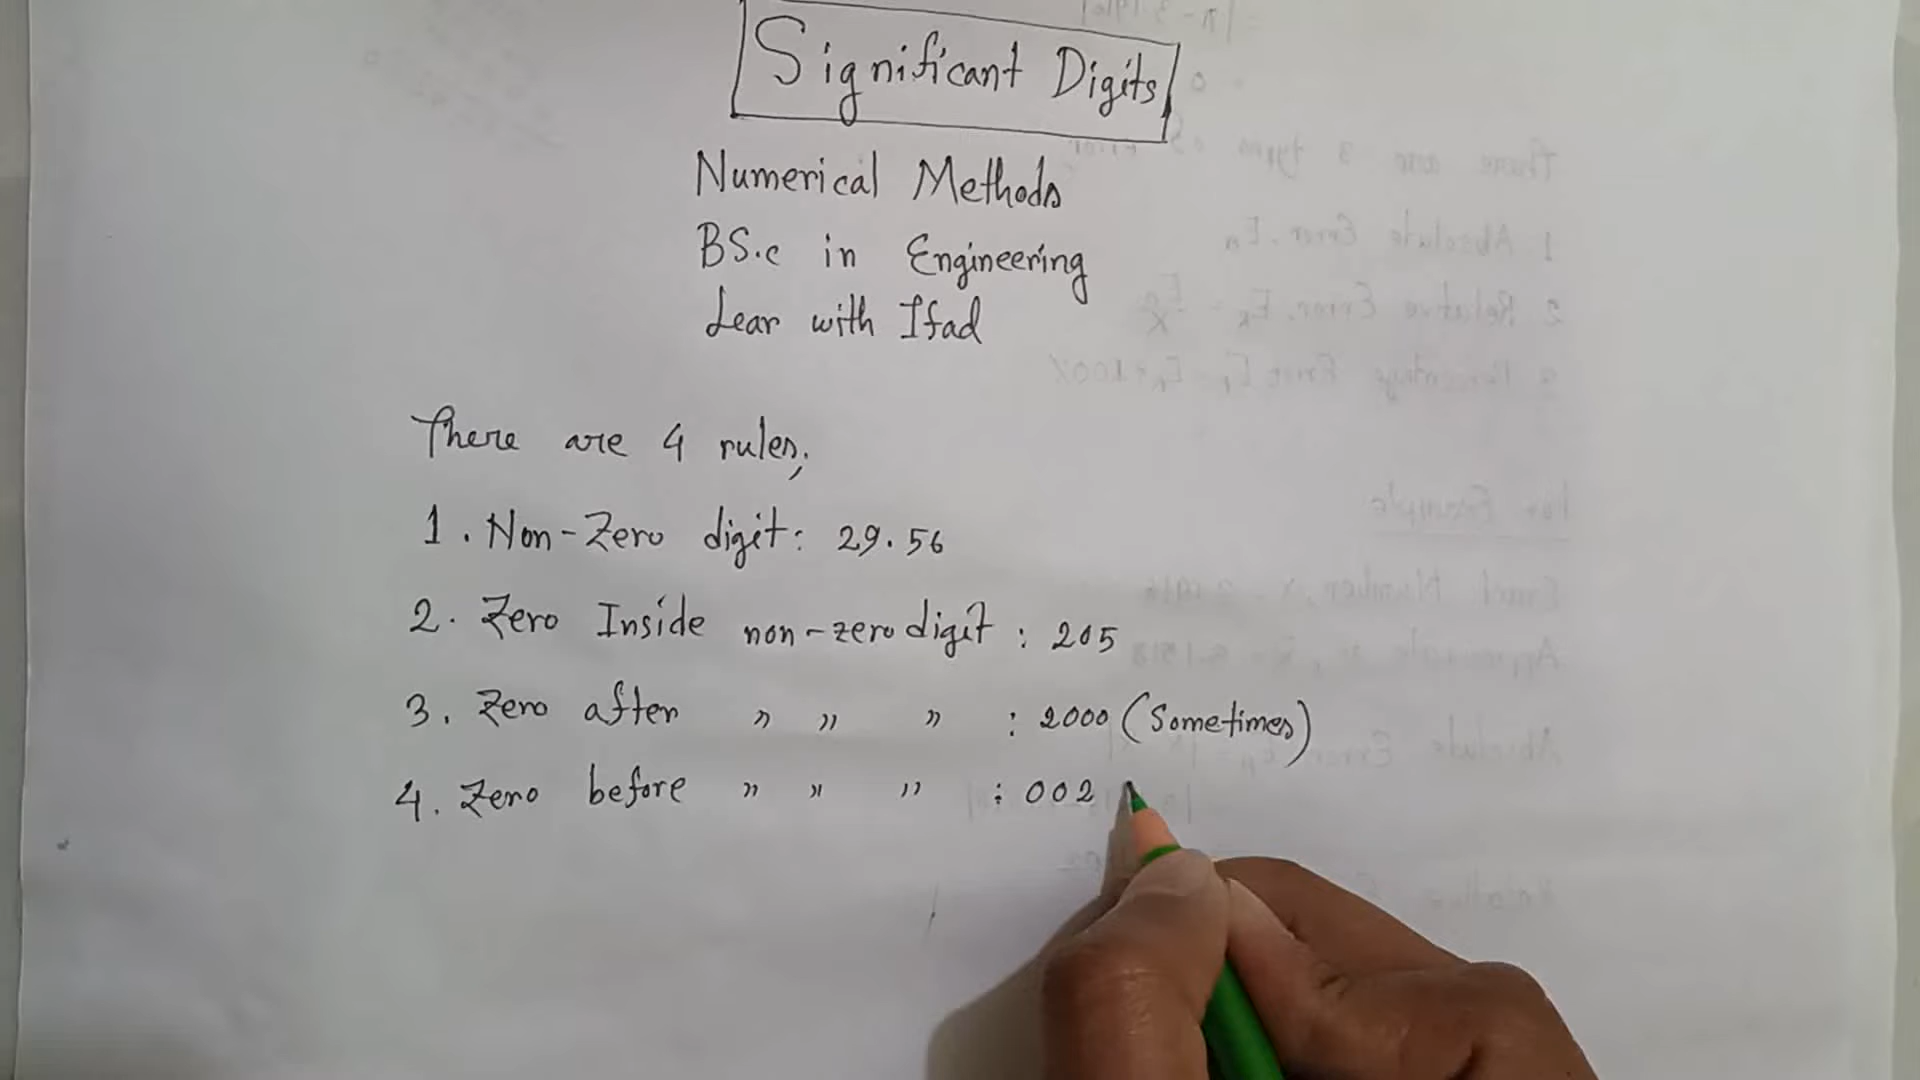 Significant Digits
Numerical Methods
BS.c in Engineering
Lear with Ifad
There are 4 rules;
1. Non-Zero digit: 29.56
2. Zero Inside non-zero digit : 205
3. Zero after " " " : 2000 (Sometimes)
4. Zero before " " " : 002